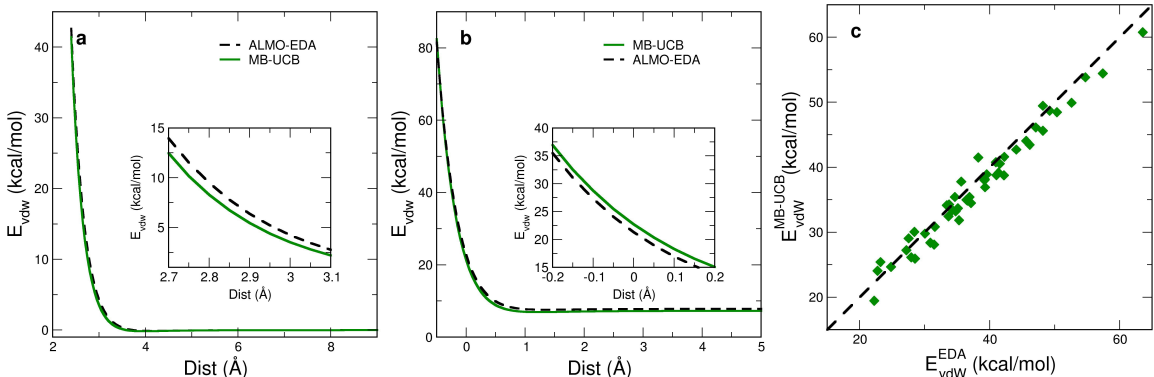 a
ALMO-EDA
MB-UCB
40
30
20
10
0
E_vdw (kcal/mol)
2
4
6
8
Dist (Å)
15
10
5
E_vdw (kcal/mol)
2.7
2.8
2.9
3
3.1
Dist (Å)
b
MB-UCB
ALMO-EDA
80
60
40
20
0
E_vdw (kcal/mol)
0
1
2
3
4
5
Dist (Å)
40
35
30
25
20
15
E_vdw (kcal/mol)
-0.2
-0.1
0
0.1
0.2
Dist (Å)
c
60
50
40
30
20
E_vdW^MB-UCB (kcal/mol)
20
40
60
E_vdW^EDA (kcal/mol)